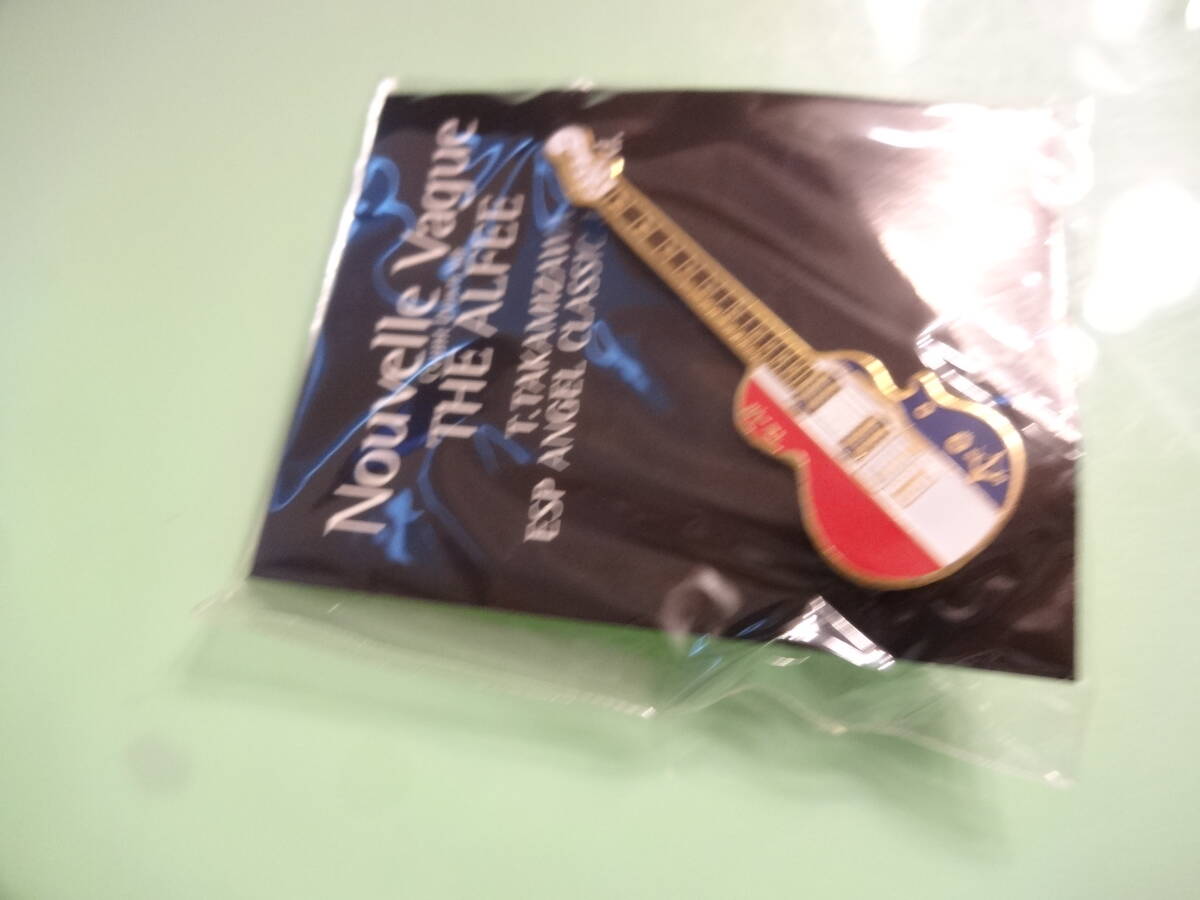 Nouvelle Vague
THE ALFEE
T.TAKAMIZAWA
ESP ANGEL CLASSIC